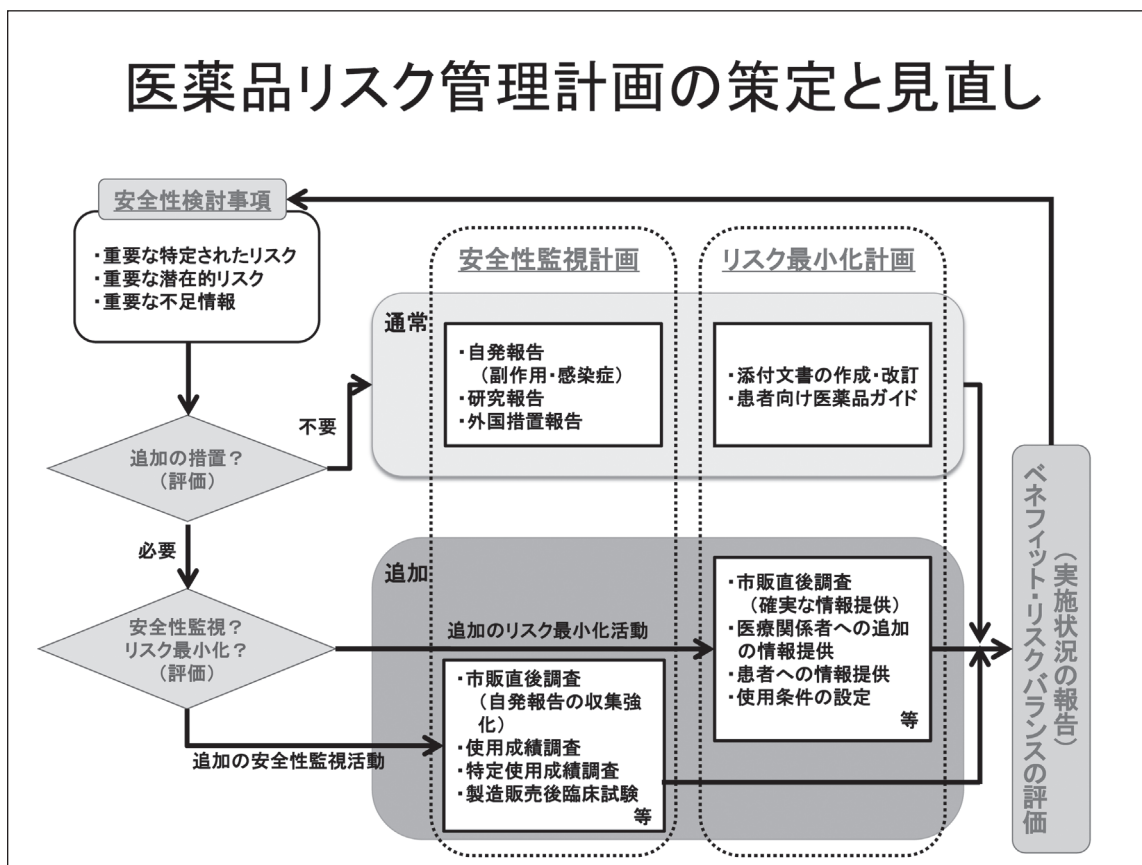 医薬品リスク管理計画の策定と見直し
安全性検討事項
・重要な特定されたリスク
・重要な潜在的リスク
・重要な不足情報
安全性監視計画
リスク最小化計画
通常
・自発報告
（副作用・感染症）
・研究報告
・外国措置報告
・添付文書の作成・改訂
・患者向け医薬品ガイド
不要
追加の措置？
（評価）
必要
追加
安全性監視？
リスク最小化？
（評価）
追加のリスク最小化活動
・市販直後調査
（確実な情報提供）
・医療関係者への追加
の情報提供
・患者への情報提供
・使用条件の設定
等
追加の安全性監視活動
・市販直後調査
（自発報告の収集強
化）
・使用成績調査
・特定使用成績調査
・製造販売後臨床試験
等
（実施状況の報告）
ベネフィット・リスクバランスの評価